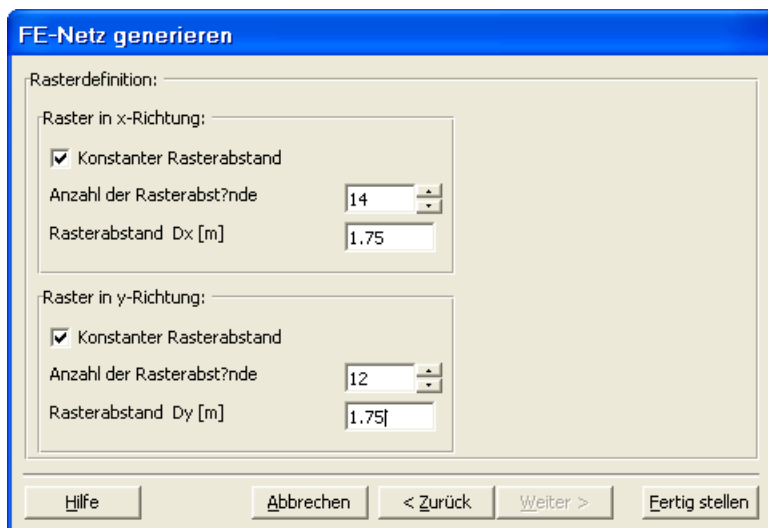 FE-Netz generieren
Rasterdefinition:
Raster in x-Richtung:
Konstanter Rasterabstand
Anzahl der Rasterabst?nde 14
Rasterabstand Dx [m] 1.75
Raster in y-Richtung:
Konstanter Rasterabstand
Anzahl der Rasterabst?nde 12
Rasterabstand Dy [m] 1.75
Hilfe Abbrechen < Zurück Weiter > Fertig stellen